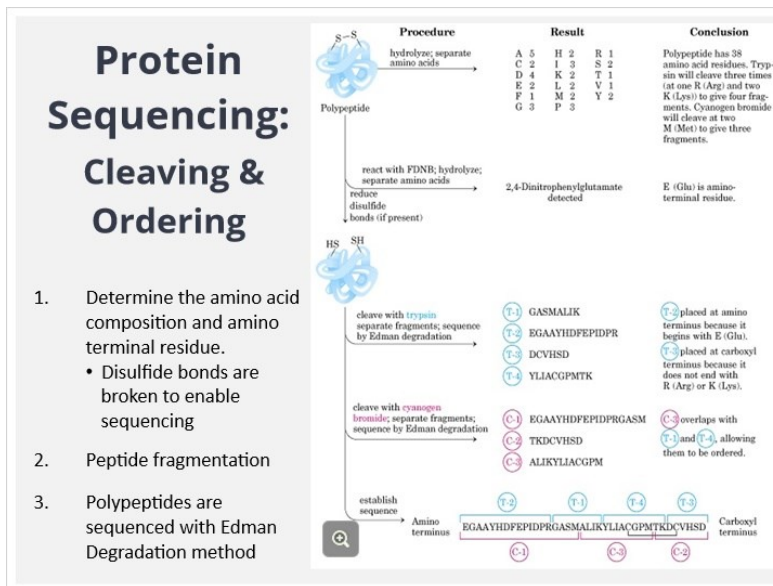 Protein
Sequencing:
Cleaving &
Ordering
1. Determine the amino acid
composition and amino
terminal residue.
• Disulfide bonds are
broken to enable
sequencing
2. Peptide fragmentation
3. Polypeptides are
sequenced with Edman
Degradation method
Procedure Result Conclusion
S–S
Polypeptide
hydrolyze; separate
amino acids
A 5 H 2 R 1
C 2 I 3 S 2
D 4 K 2 T 1
E 2 L 2 V 1
F 1 M 2 Y 2
G 3 P 3
Polypeptide has 38
amino acid residues. Tryp-
sin will cleave three times
(at one R (Arg) and two
K (Lys)) to give four frag-
ments. Cyanogen bromide
will cleave at two
M (Met) to give three
fragments.
react with FDNB; hydrolyze;
separate amino acids
2,4-Dinitrophenylglutamate
detected
E (Glu) is amino-
terminal residue.
reduce
disulfide
bonds (if present)
HS SH
cleave with trypsin
separate fragments; sequence
by Edman degradation
T-1 GASMALIK
T-2 EGAAYHDFEPIDPR
T-3 DCVHSD
T-4 YLIACGPMTK
T-2 placed at amino
terminus because it
begins with E (Glu).
T-3 placed at carboxyl
terminus because it
does not end with
R (Arg) or K (Lys).
cleave with cyanogen
bromide; separate fragments;
sequence by Edman degradation
C-1 EGAAYHDFEPIDPRGASM
C-2 TKDCVHSD
C-3 ALIKYLIACGPM
C-3 overlaps with
T-1 and T-4, allowing
them to be ordered.
establish
sequence
T-2 T-1 T-4 T-3
Amino
terminus
EGAAYHDFEPIDPRGASMALIKYLIACGPMTKDCVHSD
Carboxyl
terminus
C-1 C-3 C-2